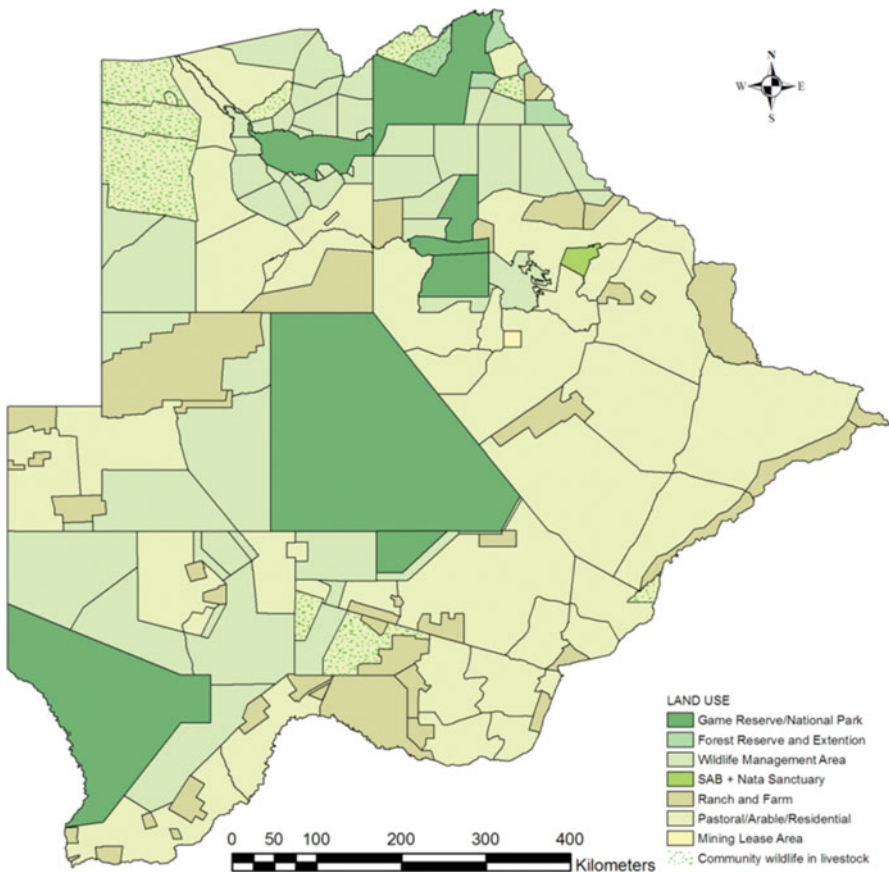 N
W E
S
LAND USE
Game Reserve/National Park
Forest Reserve and Extention
Wildlife Management Area
SAB + Nata Sanctuary
Ranch and Farm
Pastoral/Arable/Residential
Mining Lease Area
Community wildlife in livestock
0 50 100 200 300 400
Kilometers